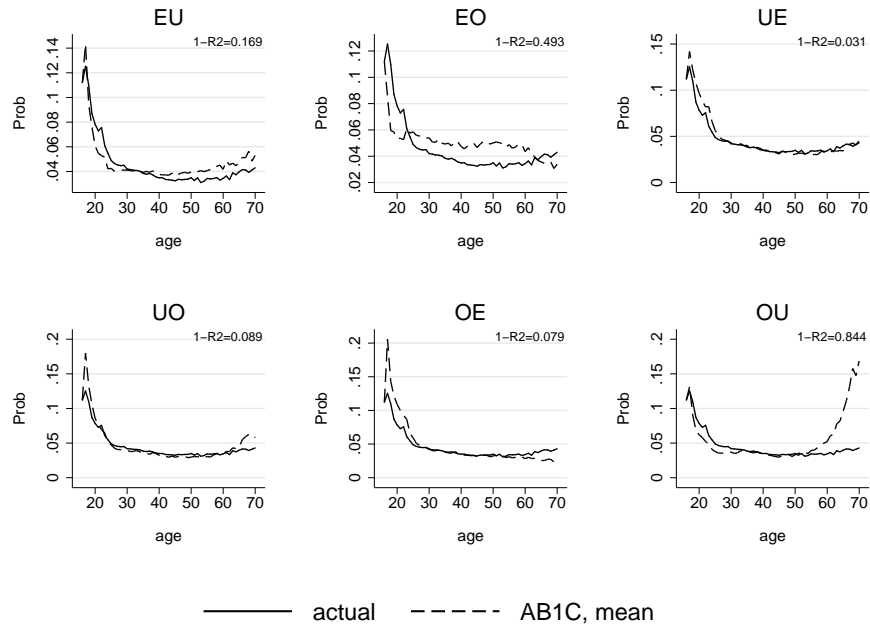 EU
1−R2=0.169
Prob
.04 .06 .08 .1 .12 .14
20 30 40 50 60 70
age
EO
1−R2=0.493
Prob
.02 .04 .06 .08 .1 .12
20 30 40 50 60 70
age
UE
1−R2=0.031
Prob
0 .05 .1 .15
20 30 40 50 60 70
age
UO
1−R2=0.089
Prob
0 .05 .1 .15 .2
20 30 40 50 60 70
age
OE
1−R2=0.079
Prob
0 .05 .1 .15 .2
20 30 40 50 60 70
age
OU
1−R2=0.844
Prob
0 .05 .1 .15 .2
20 30 40 50 60 70
age
actual AB1C, mean